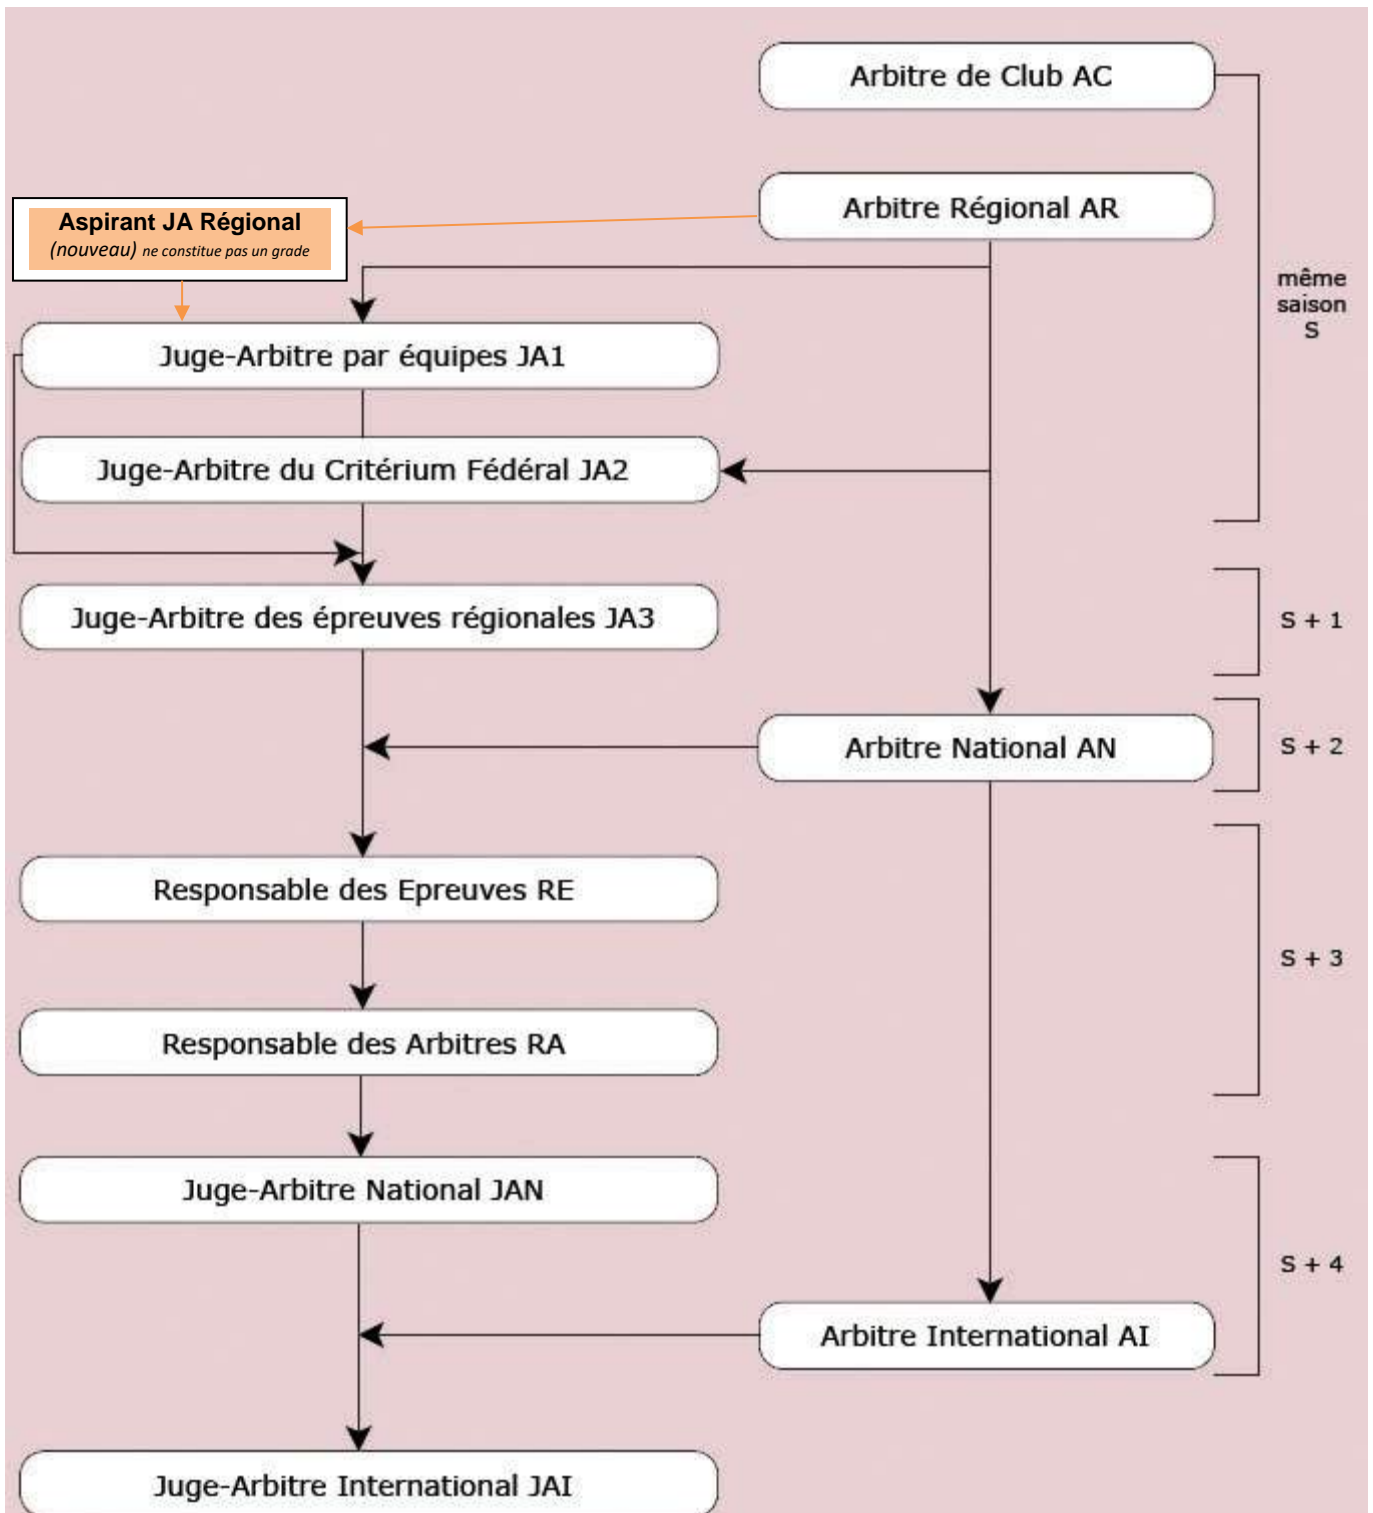 Arbitre de Club AC
Arbitre Régional AR
Aspirant JA Régional
(nouveau) ne constitue pas un grade
même
saison
S
Juge-Arbitre par équipes JA1
Juge-Arbitre du Critérium Fédéral JA2
Juge-Arbitre des épreuves régionales JA3
S + 1
Arbitre National AN
S + 2
Responsable des Epreuves RE
S + 3
Responsable des Arbitres RA
Juge-Arbitre National JAN
S + 4
Arbitre International AI
Juge-Arbitre International JAI